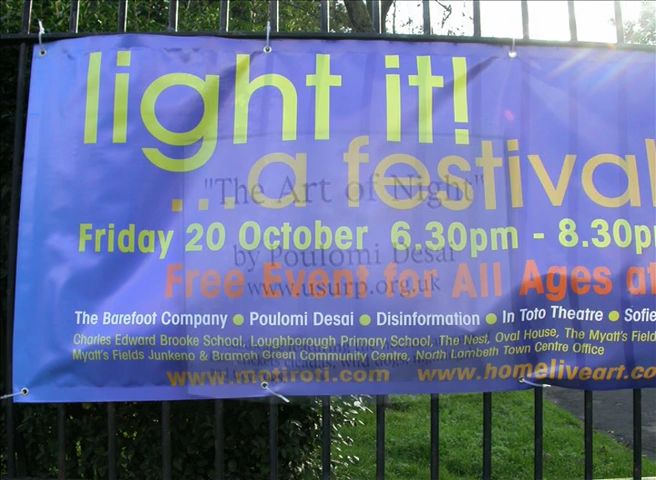 light it!
...a festival
"The Art of Night"
Friday 20 October 6.30pm - 8.30pm
by Poulomi Desai
Free Event for All Ages at
www.usurp.org.uk
The Barefoot Company • Poulomi Desai • Disinformation • In Toto Theatre • Sofie
Charles Edward Brooke School, Loughborough Primary School, The Nest, Oval House, The Myatt's Field
Myatt's Fields Junkeno & Bramah Green Community Centre, North Lambeth Town Centre Office
www.motiroti.com www.homeliveart.co